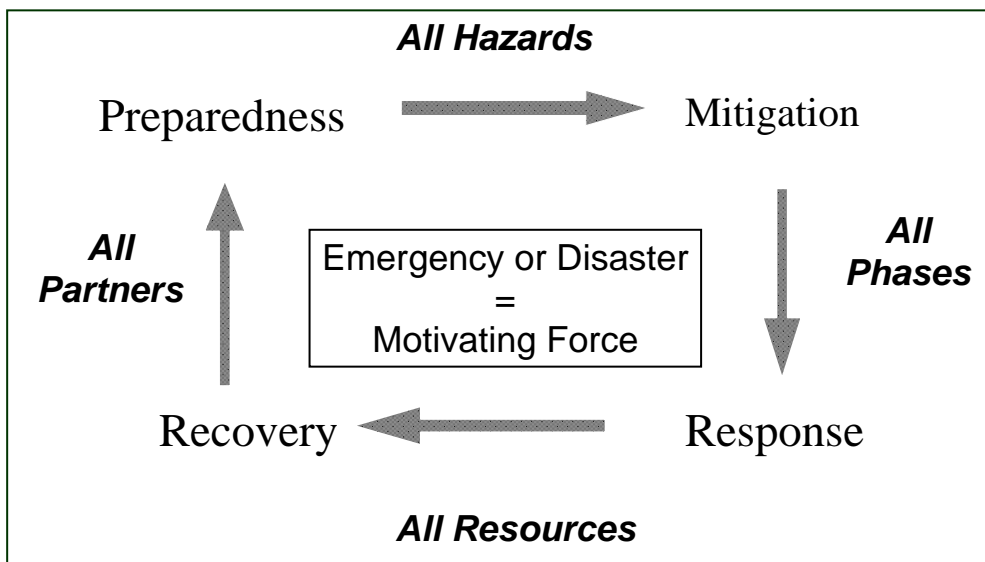 All Hazards
Preparedness
Mitigation
All
Partners
Emergency or Disaster
=
Motivating Force
All
Phases
Recovery
Response
All Resources